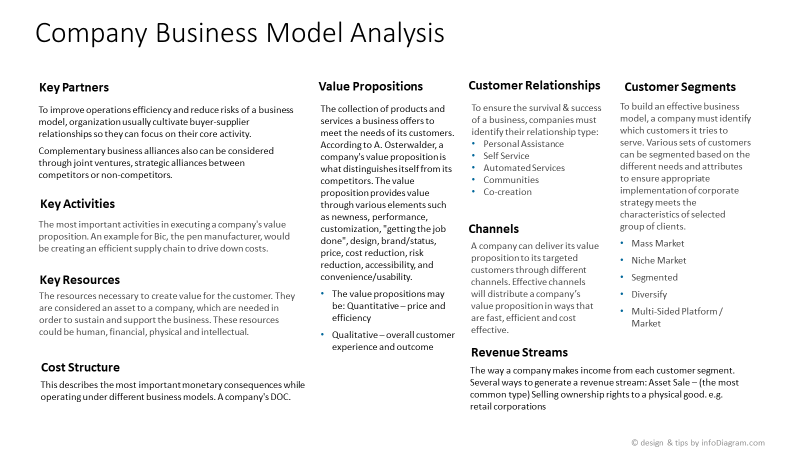 Company Business Model Analysis
Key Partners
To improve operations efficiency and reduce risks of a business
model, organization usually cultivate buyer-supplier
relationships so they can focus on their core activity.
Complementary business alliances also can be considered
through joint ventures, strategic alliances between
competitors or non-competitors.
Key Activities
The most important activities in executing a company's value
proposition. An example for Bic, the pen manufacturer, would
be creating an efficient supply chain to drive down costs.
Key Resources
The resources necessary to create value for the customer. They
are considered an asset to a company, which are needed in
order to sustain and support the business. These resources
could be human, financial, physical and intellectual.
Cost Structure
This describes the most important monetary consequences while
operating under different business models. A company's DOC.
Value Propositions
The collection of products and
services a business offers to
meet the needs of its customers.
According to A. Osterwalder, a
company's value proposition is
what distinguishes itself from its
competitors. The value
proposition provides value
through various elements such
as newness, performance,
customization, "getting the job
done", design, brand/status,
price, cost reduction, risk
reduction, accessibility, and
convenience/usability.
• The value propositions may
be: Quantitative – price and
efficiency
• Qualitative – overall customer
experience and outcome
Customer Relationships
To ensure the survival & success
of a business, companies must
identify their relationship type:
• Personal Assistance
• Self Service
• Automated Services
• Communities
• Co-creation
Channels
A company can deliver its value
proposition to its targeted
customers through different
channels. Effective channels
will distribute a company's
value proposition in ways that
are fast, efficient and cost
effective.
Customer Segments
To build an effective business
model, a company must identify
which customers it tries to
serve. Various sets of customers
can be segmented based on the
different needs and attributes
to ensure appropriate
implementation of corporate
strategy meets the
characteristics of selected
group of clients.
• Mass Market
• Niche Market
• Segmented
• Diversify
• Multi-Sided Platform /
Market
Revenue Streams
The way a company makes income from each customer segment.
Several ways to generate a revenue stream: Asset Sale – (the most
common type) Selling ownership rights to a physical good. e.g.
retail corporations
© design & tips by infoDiagram.com